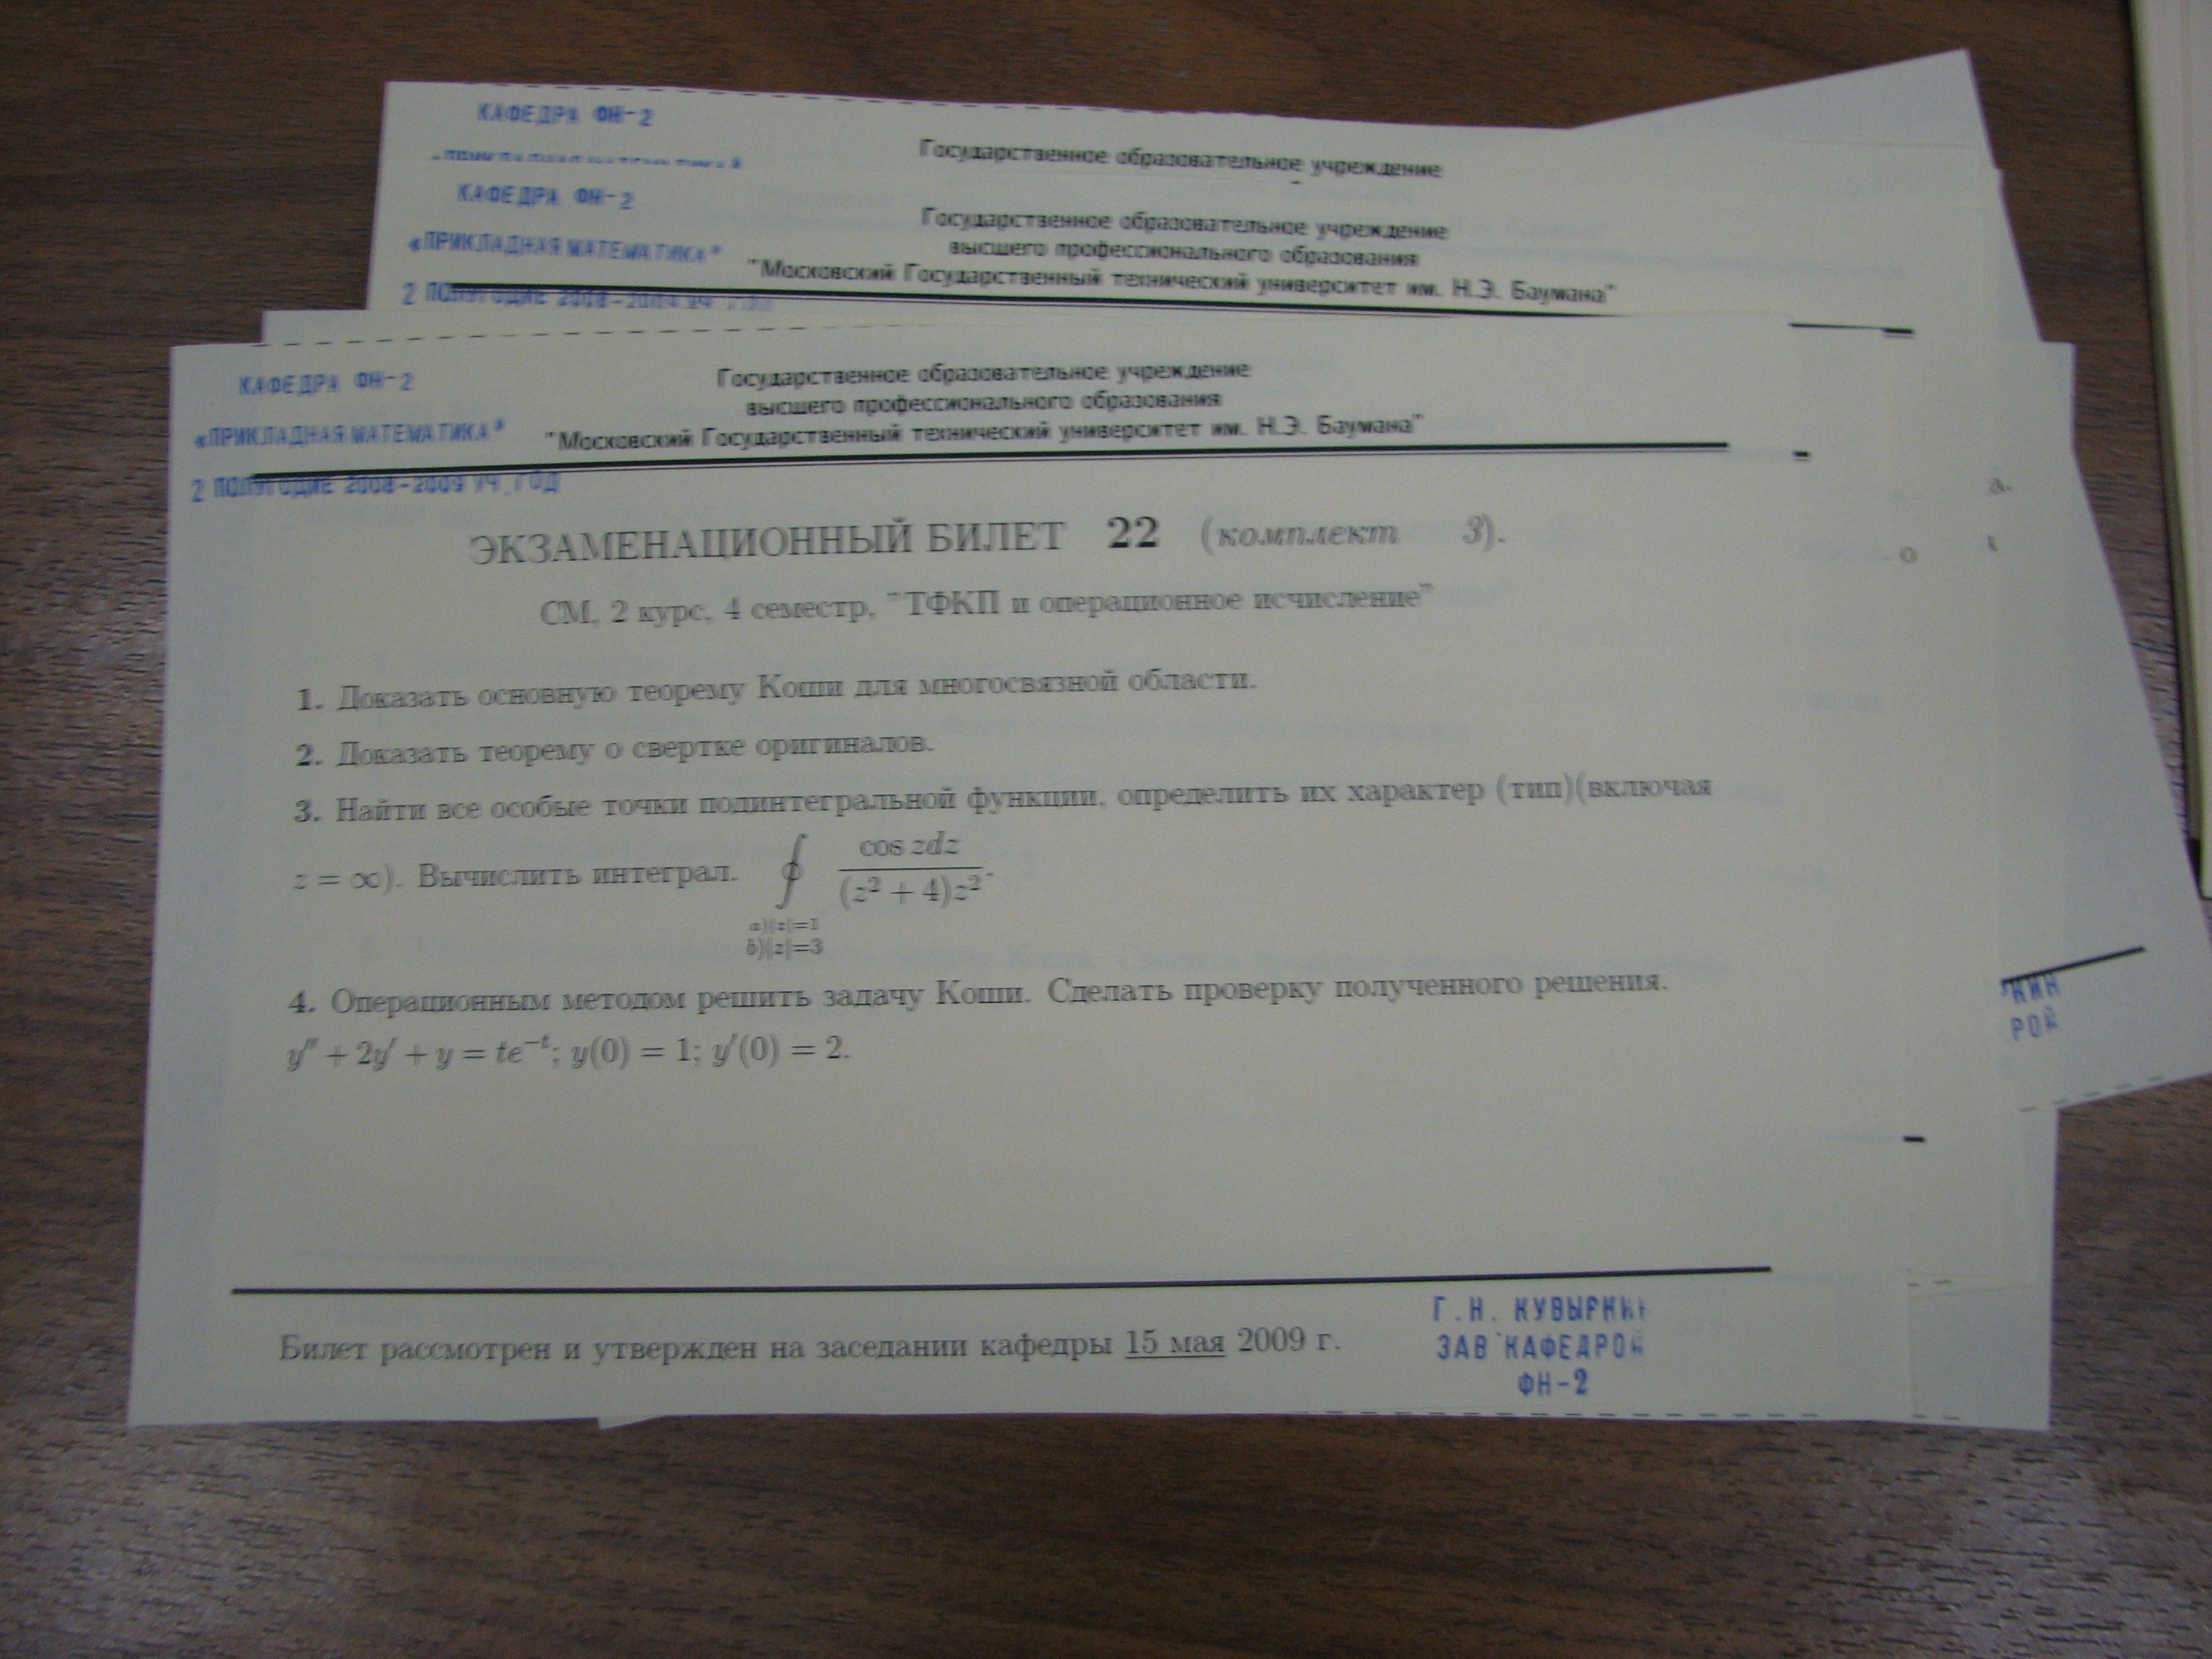 КАФЕДРА ФН-2
Государственное образовательное учреждение
КАФЕДРА ФН-2
Государственное образовательное учреждение
высшего профессионального образования
«ПРИКЛАДНАЯ МАТЕМАТИКА»
"Московский Государственный технический университет им. Н.Э. Баумана"
2 ПОЛУГОДИЕ 2008-2009 УЧ. ГОД
КАФЕДРА ФН-2
Государственное образовательное учреждение
высшего профессионального образования
«ПРИКЛАДНАЯ МАТЕМАТИКА»
"Московский Государственный технический университет им. Н.Э. Баумана"
2 ПОЛУГОДИЕ 2008-2009 УЧ. ГОД
ЭКЗАМЕНАЦИОННЫЙ БИЛЕТ 22 (комплект 3).
СМ, 2 курс, 4 семестр, "ТФКП и операционное исчисление"
1. Доказать основную теорему Коши для многосвязной области.
2. Доказать теорему о свертке оригиналов.
3. Найти все особые точки подинтегральной функции, определить их характер (тип)(включая
z = ∞). Вычислить интеграл. ∮ cos zdz / (z² + 4)z² .
a)|z|=1
b)|z|=3
4. Операционным методом решить задачу Коши. Сделать проверку полученного решения.
y″ + 2y′ + y = te⁻ᵗ; y(0) = 1; y′(0) = 2.
Билет рассмотрен и утвержден на заседании кафедры 15 мая 2009 г.
Г.Н. КУВЫРКИН
ЗАВ КАФЕДРОЙ
ФН-2